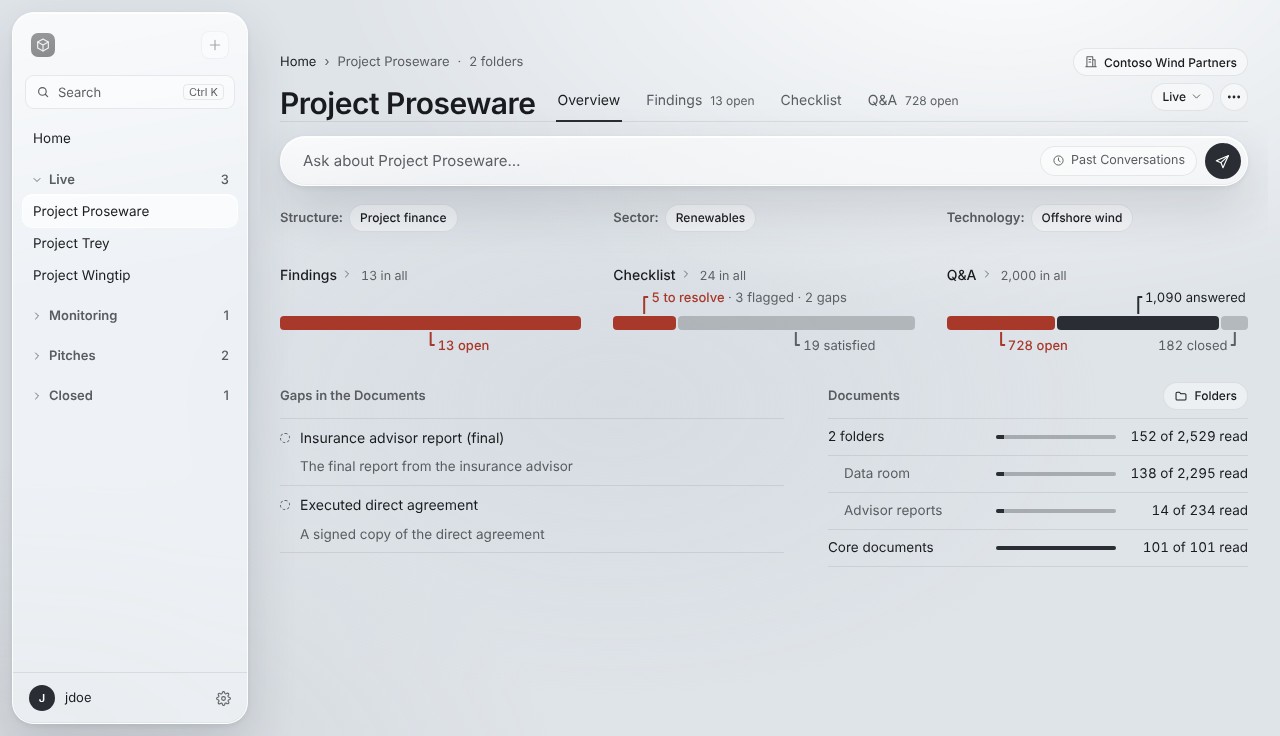 Search Ctrl K
Home
Live 3
Project Proseware
Project Trey
Project Wingtip
Monitoring 1
Pitches 2
Closed 1
J jdoe
Home › Project Proseware · 2 folders
Contoso Wind Partners
Project Proseware
Overview Findings 13 open Checklist Q&A 728 open
Live
Ask about Project Proseware...
Past Conversations
Structure: Project finance
Sector: Renewables
Technology: Offshore wind
Findings 13 in all
13 open
Checklist 24 in all
5 to resolve · 3 flagged · 2 gaps
19 satisfied
Q&A 2,000 in all
1,090 answered
728 open
182 closed
Gaps in the Documents
Insurance advisor report (final)
The final report from the insurance advisor
Executed direct agreement
A signed copy of the direct agreement
Documents Folders
2 folders 152 of 2,529 read
Data room 138 of 2,295 read
Advisor reports 14 of 234 read
Core documents 101 of 101 read